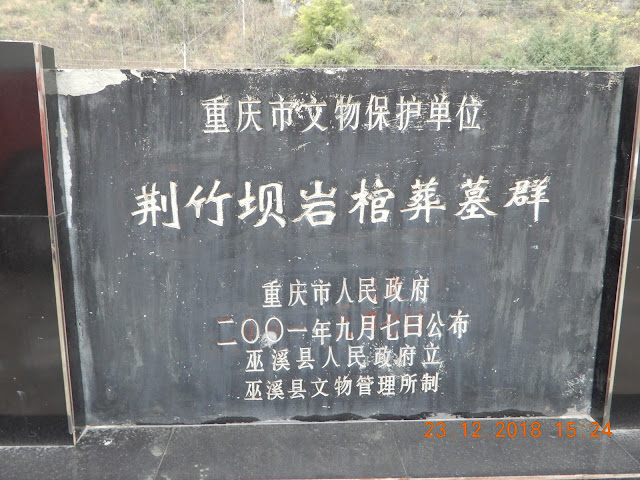 重庆市文物保护单位
荆竹坝岩棺葬墓群
重庆市人民政府
二〇〇一年九月七日公布
巫溪县人民政府立
巫溪县文物管理所制
23 12 2018 15 24